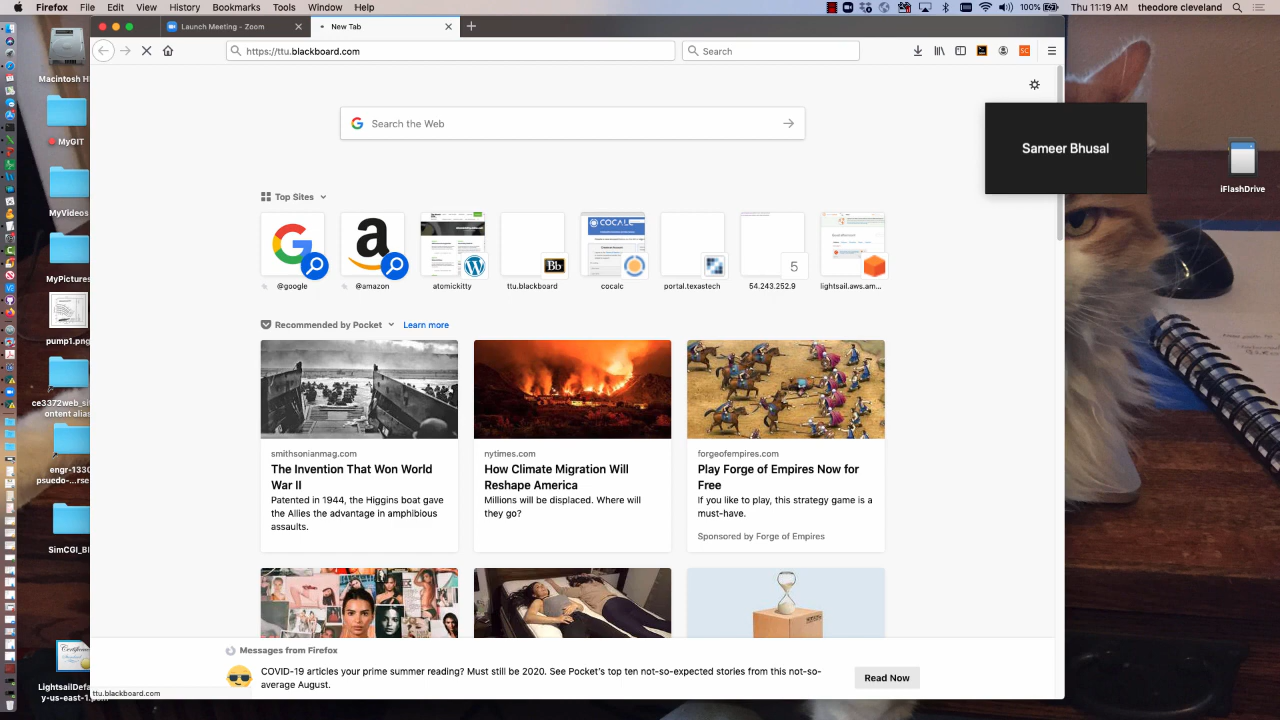 Firefox File Edit View History Bookmarks Tools Window Help
Thu 11:19 theodore cleveland
Launch Meeting - Zoom
New Tab
https://ttu.blackboard.com
Search
SC
Search the Web
Sameer Bhusal
Top Sites
Bb
COCALC
5
@google
@amazon
atomickitty
ttu.blackboard
cocalc
portal.texastech
54.243.252.9
lightsail.aws.am...
Recommended by Pocket
Learn more
smithsonianmag.com
The Invention That Won World
War II
Patented in 1944, the Higgins boat gave
the Allies the advantage in amphibious
assaults.
nytimes.com
How Climate Migration Will
Reshape America
Millions will be displaced. Where will
they go?
forgeofempires.com
Play Forge of Empires Now for
Free
If you like to play, this strategy game is a
must-have.
Sponsored by Forge of Empires
Messages from Firefox
COVID-19 articles your prime summer reading? Must still be 2020. See Pocket's top ten not-so-expected stories from this not-so-
average August.
Read Now
ttu.blackboard.com
Macintosh H
MyGIT
MyVideos
MyPictures
pump1.png
ce3372web_si
ontent alias
engr-1330
psuedo-...rse
SimCGI_B
LightsailDefa
y-us-east-1.
iFlashDrive